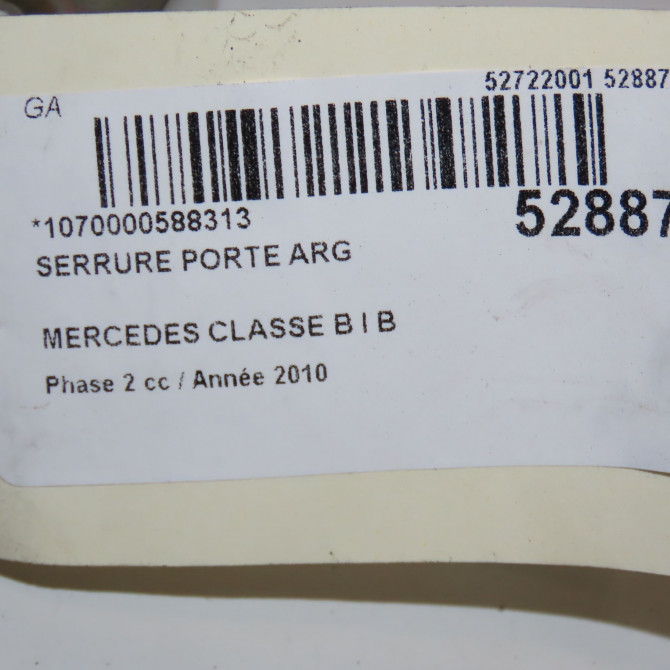 52722001 52887
GA
*1070000588313
52887
SERRURE PORTE ARG
MERCEDES CLASSE B I B
Phase 2 cc / Année 2010